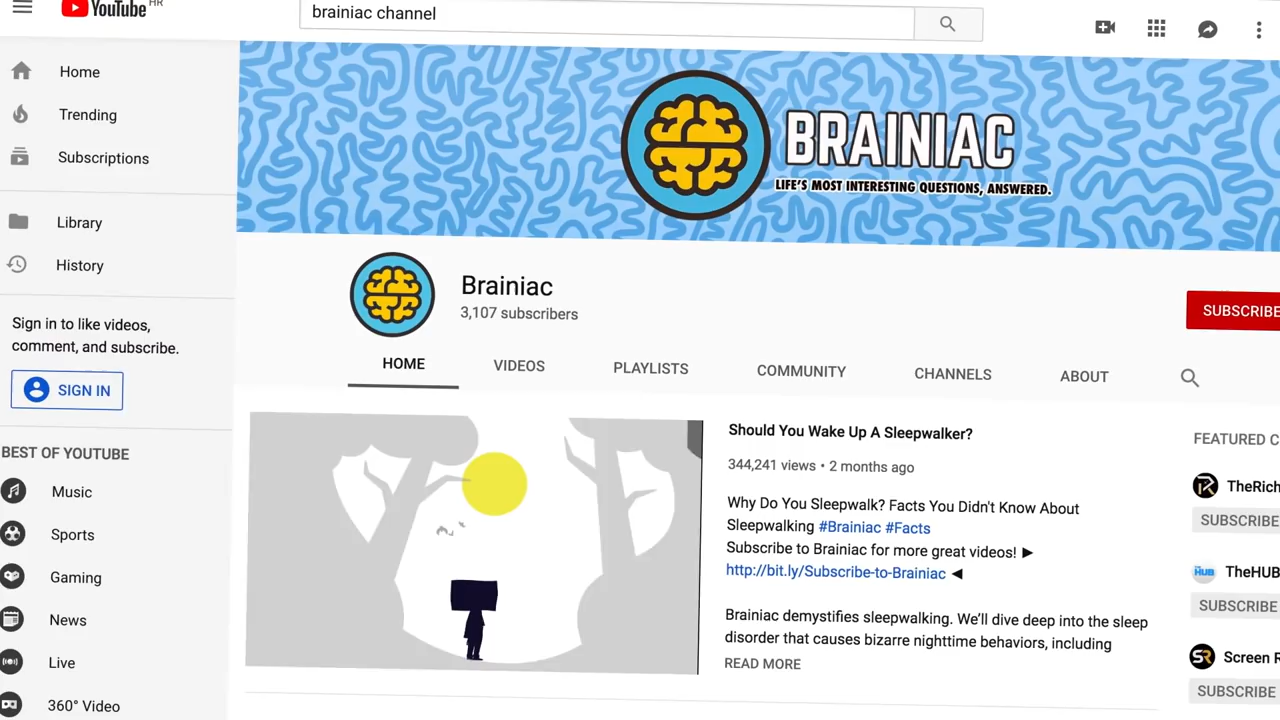 YouTube HR
brainiac channel
Home
Trending
Subscriptions
Library
History
Sign in to like videos,
comment, and subscribe.
SIGN IN
BEST OF YOUTUBE
Music
Sports
Gaming
News
Live
360° Video
BRAINIAC
LIFE'S MOST INTERESTING QUESTIONS, ANSWERED.
Brainiac
3,107 subscribers
SUBSCRIBE
HOME
VIDEOS
PLAYLISTS
COMMUNITY
CHANNELS
ABOUT
Should You Wake Up A Sleepwalker?
344,241 views • 2 months ago
Why Do You Sleepwalk? Facts You Didn't Know About
Sleepwalking #Brainiac #Facts
Subscribe to Brainiac for more great videos! ►
http://bit.ly/Subscribe-to-Brainiac ◄
Brainiac demystifies sleepwalking. We'll dive deep into the sleep
disorder that causes bizarre nighttime behaviors, including
READ MORE
FEATURED C
TheRich
SUBSCRIBE
HUB
TheHUB
SUBSCRIBE
SR
Screen R
SUBSCRIBE